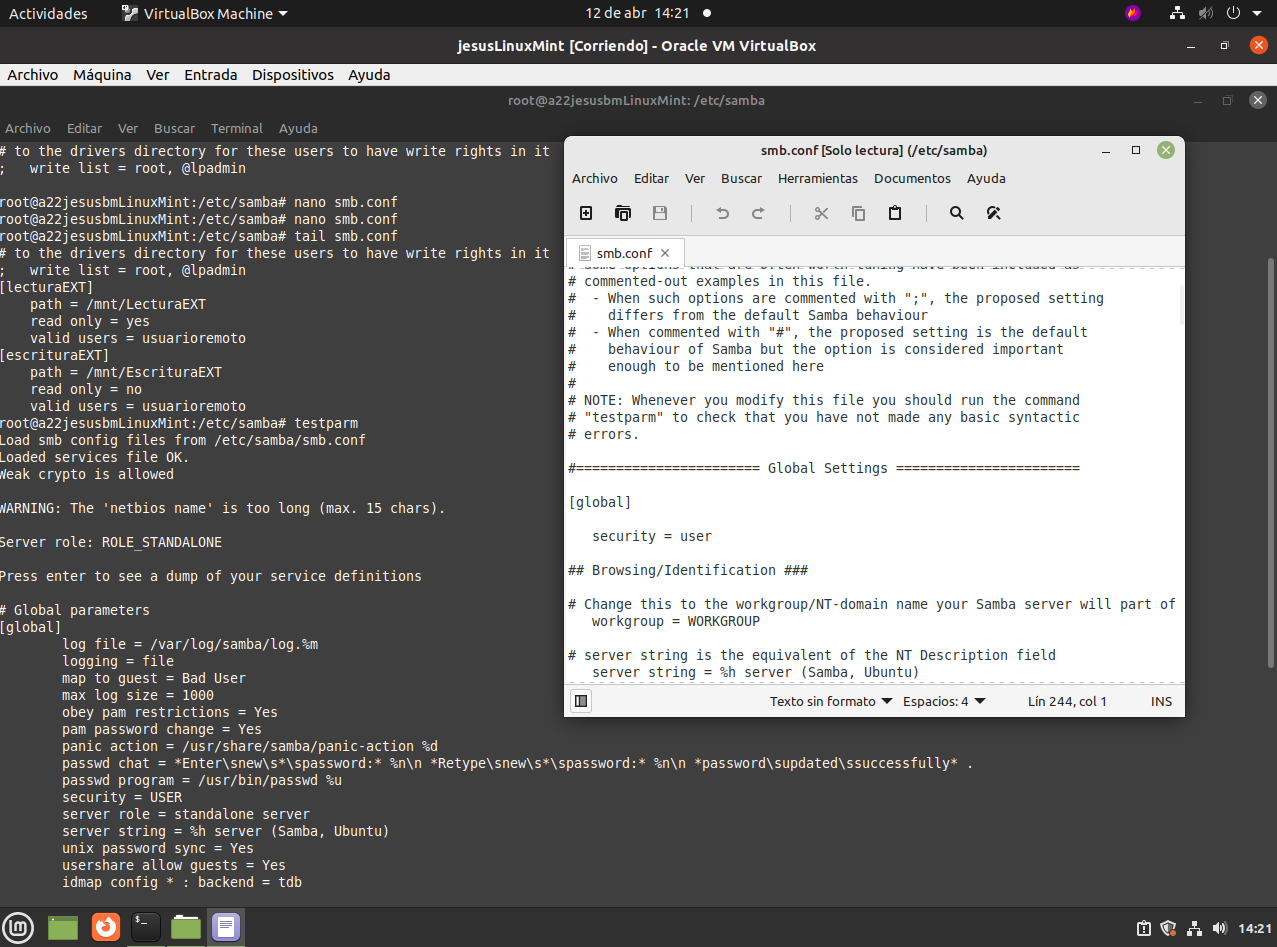 Actividades
VirtualBox Machine
12 de abr 14:21
jesusLinuxMint [Corriendo] - Oracle VM VirtualBox
Archivo Máquina Ver Entrada Dispositivos Ayuda
root@a22jesusbmLinuxMint: /etc/samba
Archivo Editar Ver Buscar Terminal Ayuda
# to the drivers directory for these users to have write rights in it
;   write list = root, @lpadmin
root@a22jesusbmLinuxMint:/etc/samba# nano smb.conf
root@a22jesusbmLinuxMint:/etc/samba# nano smb.conf
root@a22jesusbmLinuxMint:/etc/samba# tail smb.conf
# to the drivers directory for these users to have write rights in it
;   write list = root, @lpadmin
[lecturaEXT]
    path = /mnt/LecturaEXT
    read only = yes
    valid users = usuarioremoto
[escrituraEXT]
    path = /mnt/EscrituraEXT
    read only = no
    valid users = usuarioremoto
root@a22jesusbmLinuxMint:/etc/samba# testparm
Load smb config files from /etc/samba/smb.conf
Loaded services file OK.
Weak crypto is allowed
WARNING: The 'netbios name' is too long (max. 15 chars).
Server role: ROLE_STANDALONE
Press enter to see a dump of your service definitions
# Global parameters
[global]
        log file = /var/log/samba/log.%m
        logging = file
        map to guest = Bad User
        max log size = 1000
        obey pam restrictions = Yes
        pam password change = Yes
        panic action = /usr/share/samba/panic-action %d
        passwd chat = *Enter\snew\s*\spassword:* %n\n *Retype\snew\s*\spassword:* %n\n *password\supdated\ssuccessfully* .
        passwd program = /usr/bin/passwd %u
        security = USER
        server role = standalone server
        server string = %h server (Samba, Ubuntu)
        unix password sync = Yes
        usershare allow guests = Yes
        idmap config * : backend = tdb
smb.conf [Solo lectura] (/etc/samba)
Archivo Editar Ver Buscar Herramientas Documentos Ayuda
smb.conf
# Some options that are often worth tuning have been included as
# commented-out examples in this file.
#  - When such options are commented with ";", the proposed setting
#    differs from the default Samba behaviour
#  - When commented with "#", the proposed setting is the default
#    behaviour of Samba but the option is considered important
#    enough to be mentioned here
#
# NOTE: Whenever you modify this file you should run the command
# "testparm" to check that you have not made any basic syntactic
# errors.
#======================= Global Settings =======================
[global]
   security = user
## Browsing/Identification ###
# Change this to the workgroup/NT-domain name your Samba server will part of
   workgroup = WORKGROUP
# server string is the equivalent of the NT Description field
   server string = %h server (Samba, Ubuntu)
Texto sin formato Espacios: 4 Lín 244, col 1 INS
14:21